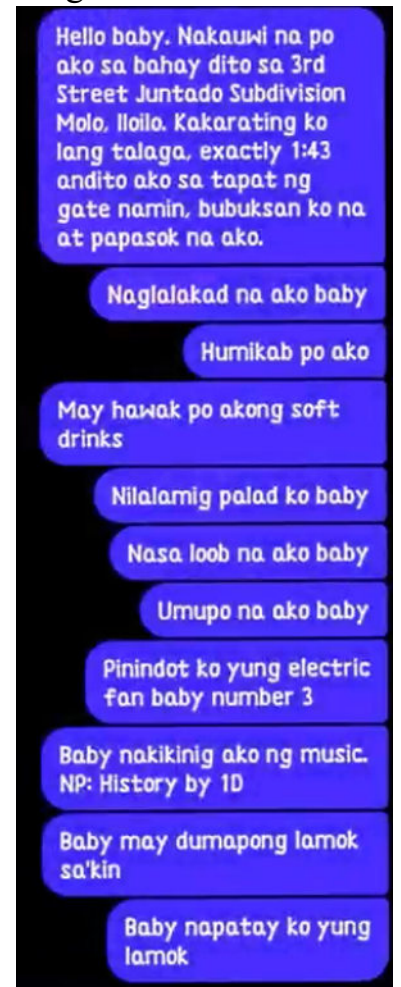 Hello baby. Nakauwi na po
ako sa bahay dito sa 3rd
Street Juntado Subdivision
Molo, Iloilo. Kakarating ko
lang talaga, exactly 1:43
andito ako sa tapat ng
gate namin, bubuksan ko na
at papasok na ako.
Naglalakad na ako baby
Humikab po ako
May hawak po akong soft
drinks
Nilalamig palad ko baby
Nasa loob na ako baby
Umupo na ako baby
Pinindot ko yung electric
fan baby number 3
Baby nakikinig ako ng music.
NP: History by 1D
Baby may dumapong lamok
sa'kin
Baby napatay ko yung
lamok